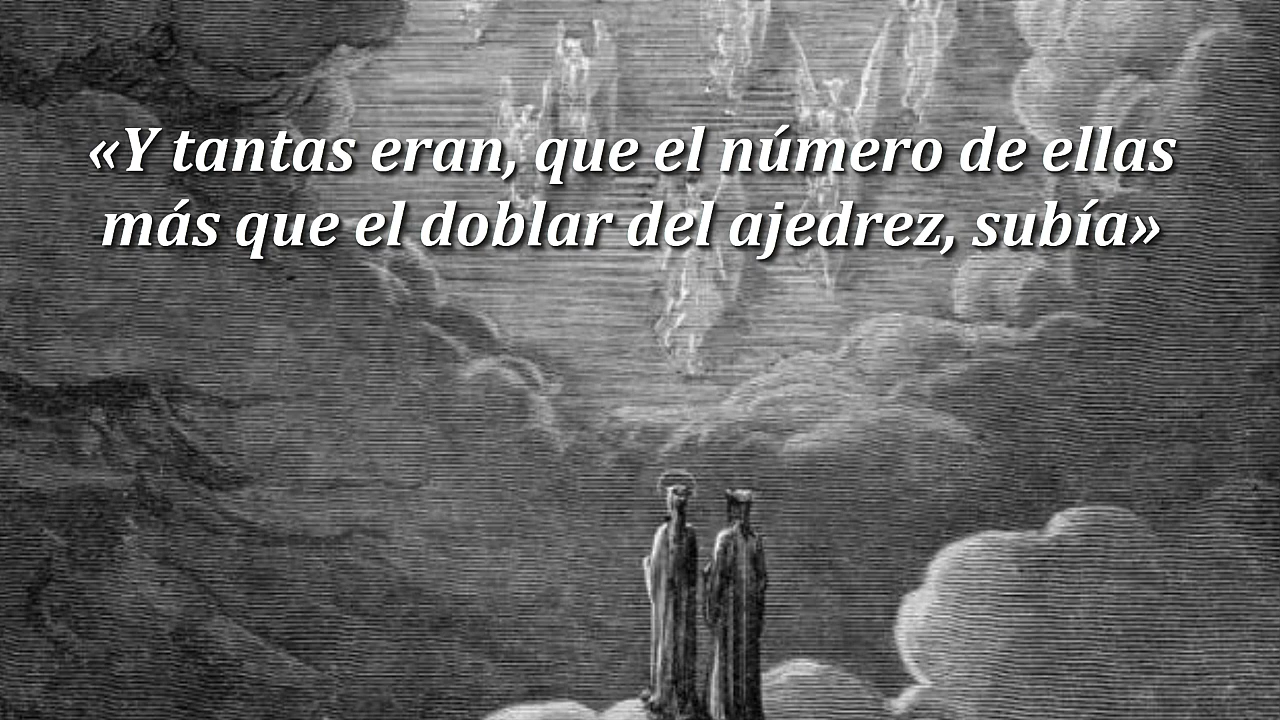 «Y tantas eran, que el número de ellas
más que el doblar del ajedrez, subía»